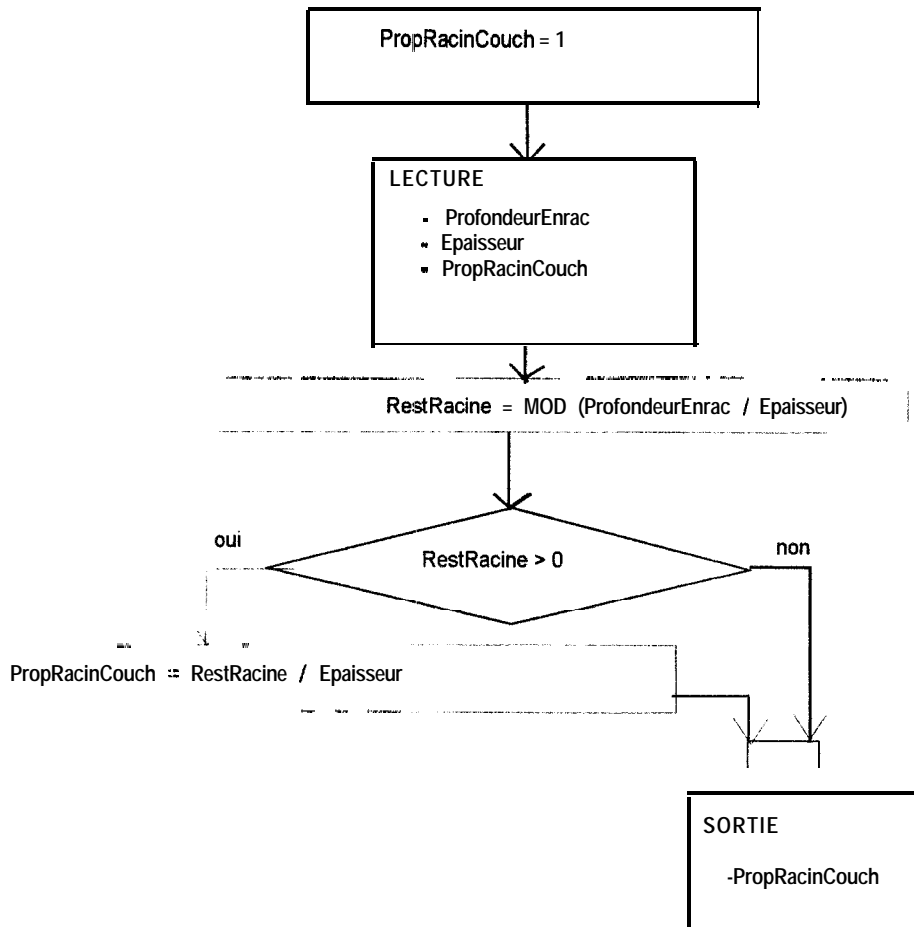 PropRacinCouch = 1
LECTURE
- ProfondeurEnrac
- Epaisseur
- PropRacinCouch
RestRacine = MOD (ProfondeurEnrac / Epaisseur)
oui
RestRacine > 0
non
PropRacinCouch = RestRacine / Epaisseur
SORTIE
-PropRacinCouch